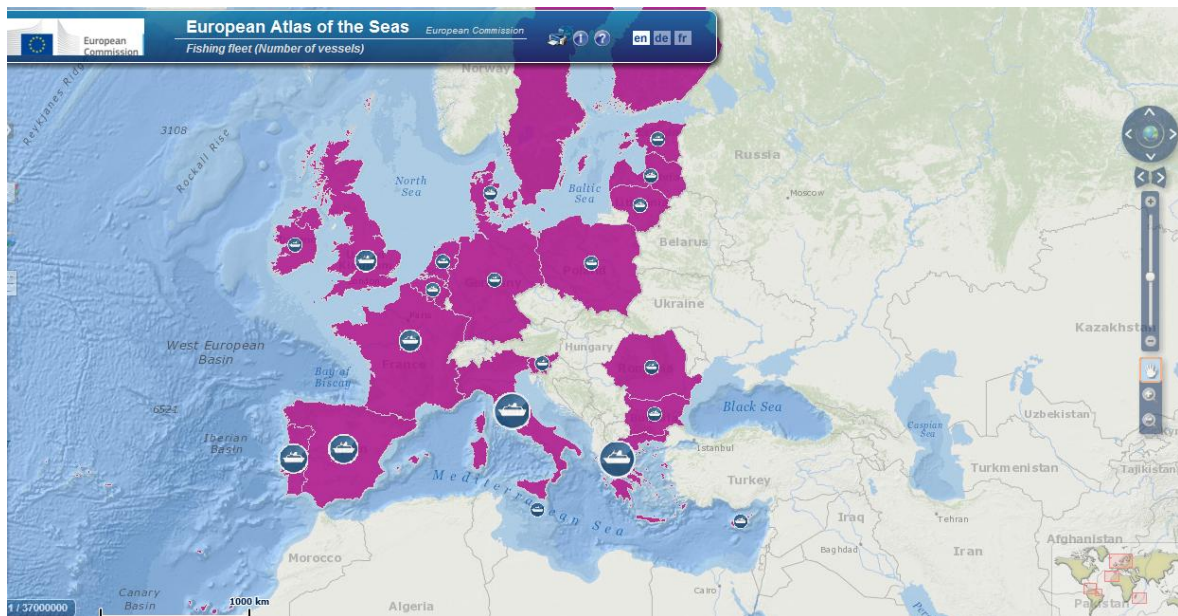 European Atlas of the Seas
European Commission
Fishing fleet (Number of vessels)
en de fr
European
Commission
Reykjanes Ridge
Norway
3108
Rockall Rise
Russia
Moscow
North
Sea
Baltic
Sea
Belarus
Poland
Germany
Ukraine
Paris
Kazakhstan
West European
Basin
Hungary
France
Bay of
Biscay
6521
Black Sea
Caspian
Sea
Uzbekistan
Iberian
Basin
Istanbul
Turkmenistan
Tajikistan
Turkey
Mediterranean Sea
Tehran
Iraq
Afghanistan
Baghdad
Iran
Morocco
Cairo
Canary
Basin
Algeria
Pakistan
1 / 37000000
1000 km